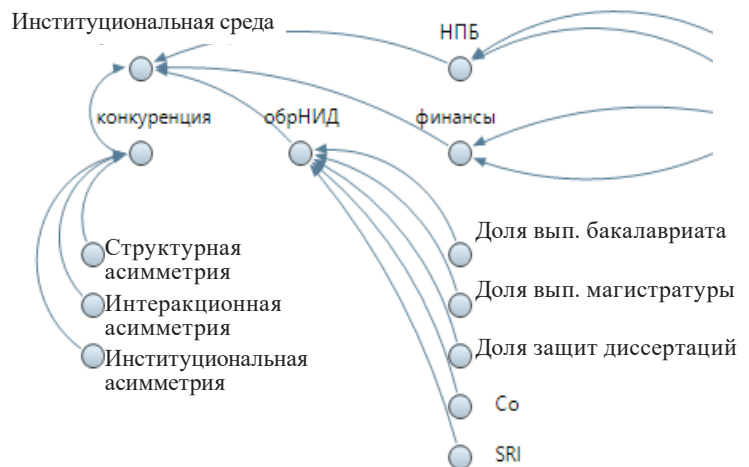 Институциональная среда
НПБ
конкуренция
обрНИД
финансы
Структурная
асимметрия
Интеракционная
асимметрия
Институциональная
асимметрия
Доля вып. бакалавриата
Доля вып. магистратуры
Доля защит диссертаций
Co
SRI